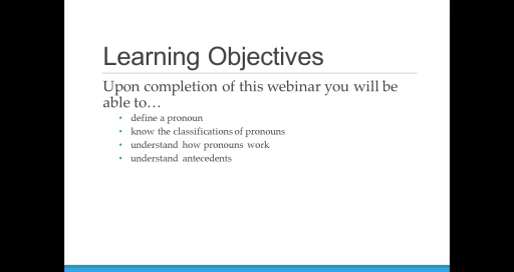 Learning Objectives
Upon completion of this webinar you will be
able to…
• define a pronoun
• know the classifications of pronouns
• understand how pronouns work
• understand antecedents